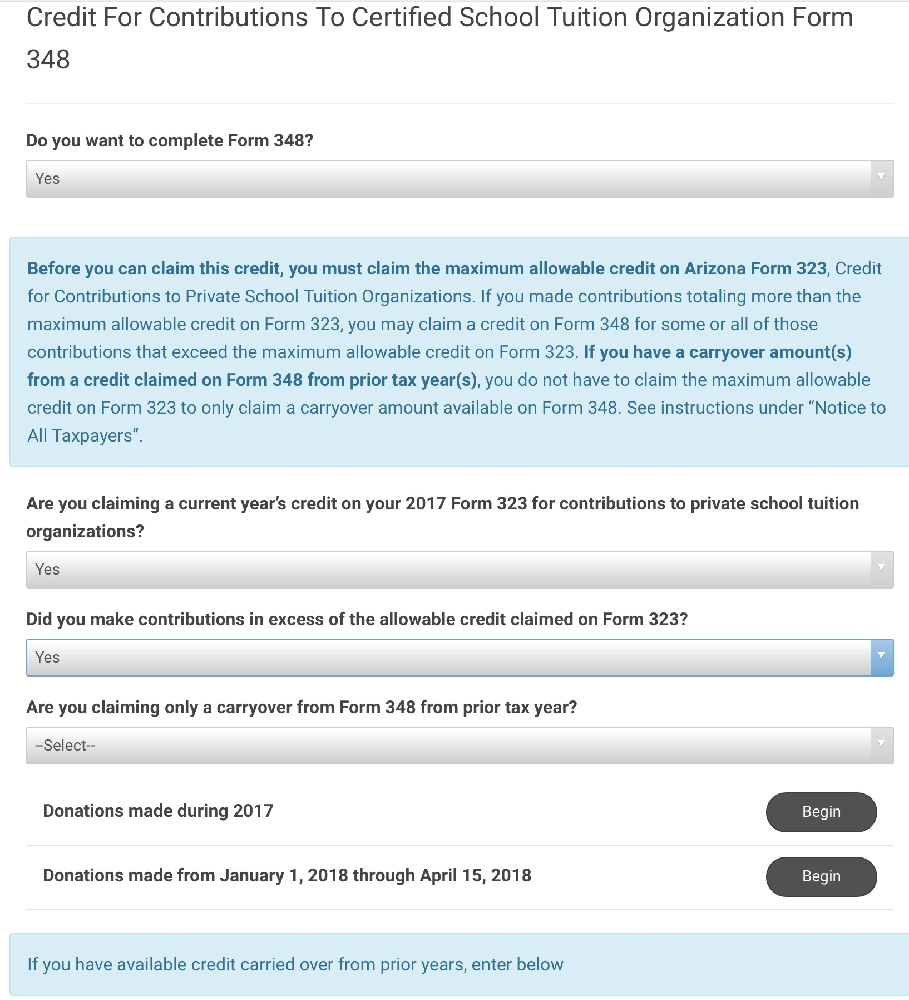 Credit For Contributions To Certified School Tuition Organization Form
348
Do you want to complete Form 348?
Yes
Before you can claim this credit, you must claim the maximum allowable credit on Arizona Form 323, Credit
for Contributions to Private School Tuition Organizations. If you made contributions totaling more than the
maximum allowable credit on Form 323, you may claim a credit on Form 348 for some or all of those
contributions that exceed the maximum allowable credit on Form 323. If you have a carryover amount(s)
from a credit claimed on Form 348 from prior tax year(s), you do not have to claim the maximum allowable
credit on Form 323 to only claim a carryover amount available on Form 348. See instructions under “Notice to
All Taxpayers”.
Are you claiming a current year’s credit on your 2017 Form 323 for contributions to private school tuition
organizations?
Yes
Did you make contributions in excess of the allowable credit claimed on Form 323?
Yes
Are you claiming only a carryover from Form 348 from prior tax year?
--Select--
Donations made during 2017
Begin
Donations made from January 1, 2018 through April 15, 2018
Begin
If you have available credit carried over from prior years, enter below